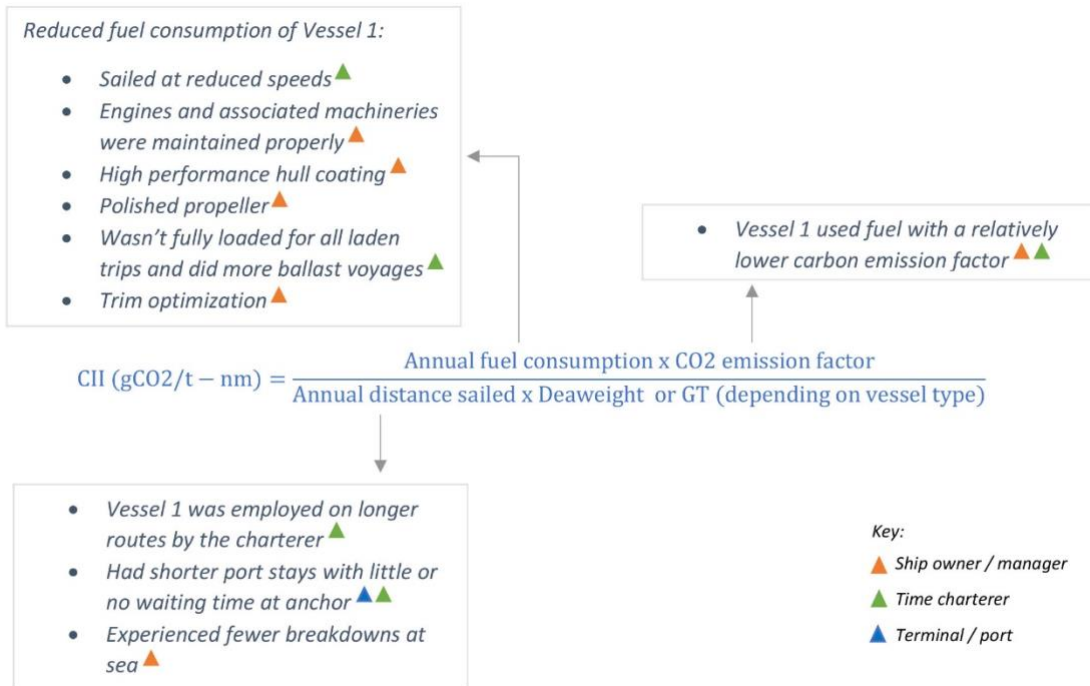 Reduced fuel consumption of Vessel 1:
• Sailed at reduced speeds
• Engines and associated machineries
were maintained properly
• High performance hull coating
• Polished propeller
• Wasn’t fully loaded for all laden
trips and did more ballast voyages
• Trim optimization
• Vessel 1 used fuel with a relatively
lower carbon emission factor
Annual fuel consumption x CO2 emission factor
CII (gCO2/t − nm) =
Annual distance sailed x Deaweight or GT (depending on vessel type)
• Vessel 1 was employed on longer
routes by the charterer
• Had shorter port stays with little or
no waiting time at anchor
• Experienced fewer breakdowns at
sea
Key:
Ship owner / manager
Time charterer
Terminal / port